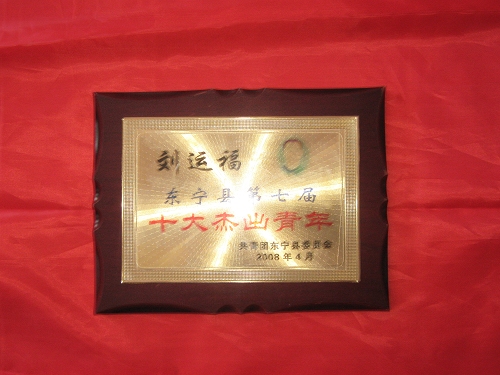 刘运福
东宁县第七届
十大杰出青年
共青团东宁县委员会
2008年4月